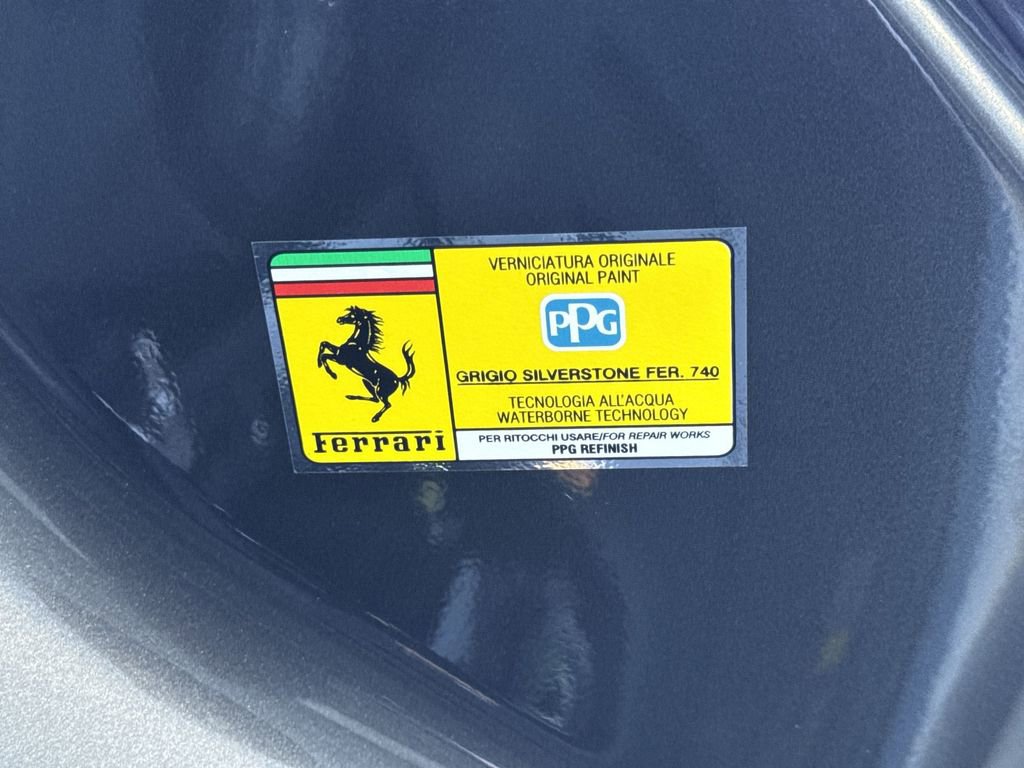 VERNICIATURA ORIGINALE
ORIGINAL PAINT
PPG
GRIGIO SILVERSTONE FER. 740
TECNOLOGIA ALL'ACQUA
WATERBORNE TECHNOLOGY
PER RITOCCHI USARE/FOR REPAIR WORKS
PPG REFINISH
Ferrari